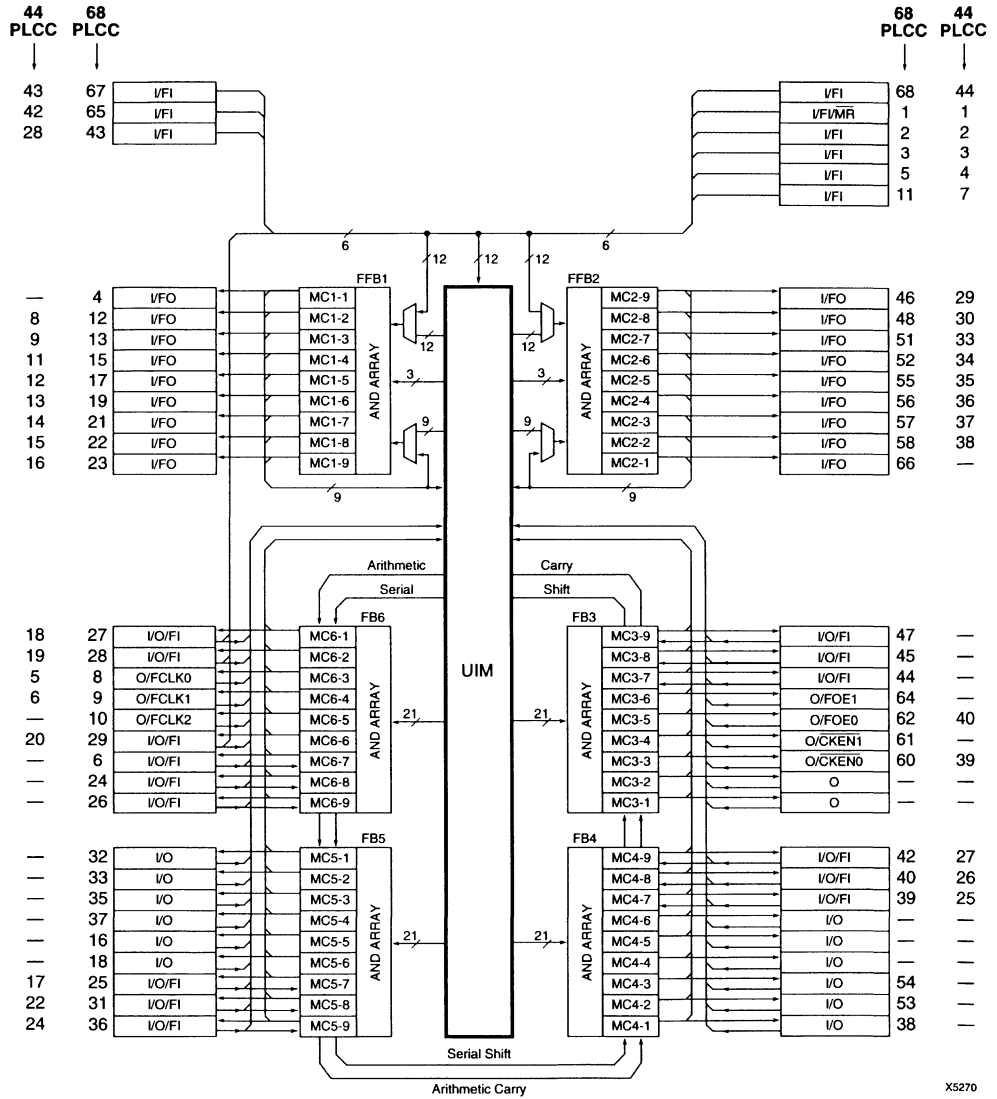 44 PLCC 68 PLCC 68 PLCC 44 PLCC
43 67 I/FI I/FI 68 44
42 65 I/FI I/FI/M̅R̅ 1 1
28 43 I/FI I/FI 2 2
I/FI 3 3
I/FI 5 4
I/FI 11 7
6 6
12 12 12
FFB1 FFB2
— 4 I/FO MC1-1 MC2-9 I/FO 46 29
8 12 I/FO MC1-2 MC2-8 I/FO 48 30
9 13 I/FO MC1-3 MC2-7 I/FO 51 33
12 12
11 15 I/FO MC1-4 MC2-6 I/FO 52 34
12 17 I/FO MC1-5 AND ARRAY 3 3 AND ARRAY MC2-5 I/FO 55 35
13 19 I/FO MC1-6 MC2-4 I/FO 56 36
14 21 I/FO MC1-7 9 9 MC2-3 I/FO 57 37
15 22 I/FO MC1-8 MC2-2 I/FO 58 38
16 23 I/FO MC1-9 MC2-1 I/FO 66 —
9 9
Arithmetic Carry
Serial Shift
FB6 FB3
18 27 I/O/FI MC6-1 MC3-9 I/O/FI 47 —
19 28 I/O/FI MC6-2 MC3-8 I/O/FI 45 —
UIM
5 8 O/FCLK0 MC6-3 MC3-7 I/O/FI 44 —
6 9 O/FCLK1 MC6-4 MC3-6 O/FOE1 64 —
— 10 O/FCLK2 MC6-5 AND ARRAY 21 21 AND ARRAY MC3-5 O/FOE0 62 40
20 29 I/O/FI MC6-6 MC3-4 O/C̅K̅E̅N̅1̅ 61 —
— 6 I/O/FI MC6-7 MC3-3 O/C̅K̅E̅N̅0̅ 60 39
— 24 I/O/FI MC6-8 MC3-2 O — —
— 26 I/O/FI MC6-9 MC3-1 O — —
FB5 FB4
— 32 I/O MC5-1 MC4-9 I/O/FI 42 27
— 33 I/O MC5-2 MC4-8 I/O/FI 40 26
— 35 I/O MC5-3 MC4-7 I/O/FI 39 25
— 37 I/O MC5-4 MC4-6 I/O — —
— 16 I/O MC5-5 AND ARRAY 21 21 AND ARRAY MC4-5 I/O — —
— 18 I/O MC5-6 MC4-4 I/O — —
17 25 I/O/FI MC5-7 MC4-3 I/O 54 —
22 31 I/O/FI MC5-8 MC4-2 I/O 53 —
24 36 I/O/FI MC5-9 MC4-1 I/O 38 —
Serial Shift
Arithmetic Carry
X5270